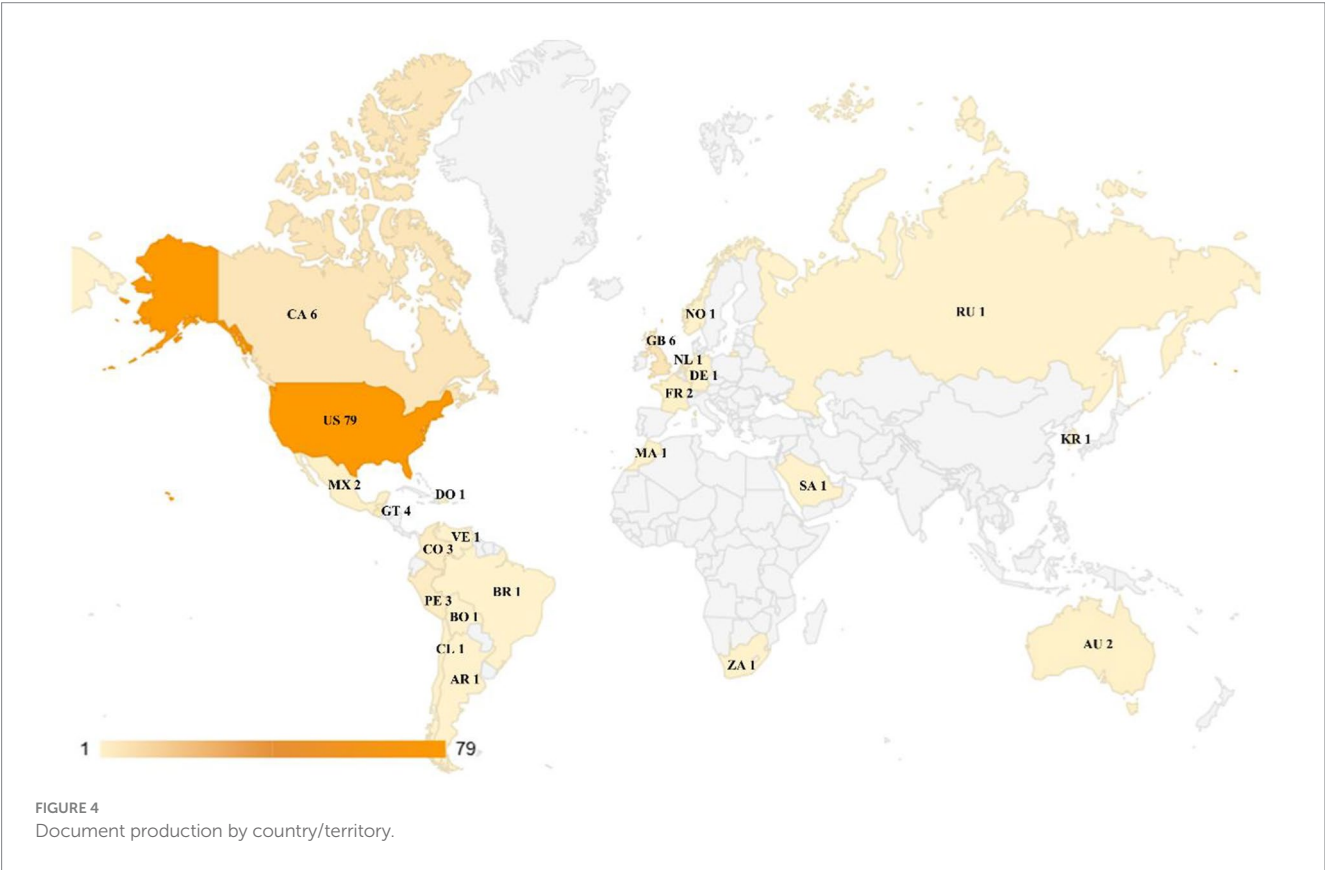 CA 6
RU 1
NO 1
GB 6
NL 1
DE 1
FR 2
US 79
KR 1
MA 1
MX 2
SA 1
DO 1
GT 4
VE 1
CO 3
BR 1
PE 3
BO 1
AU 2
CL 1
ZA 1
AR 1
1
79
FIGURE 4
Document production by country/territory.